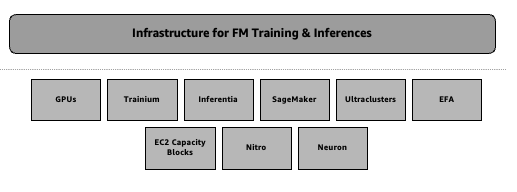 Infrastructure for FM Training & Inferences
GPUs
Trainium
Inferentia
SageMaker
Ultraclusters
EFA
EC2 Capacity
Blocks
Nitro
Neuron